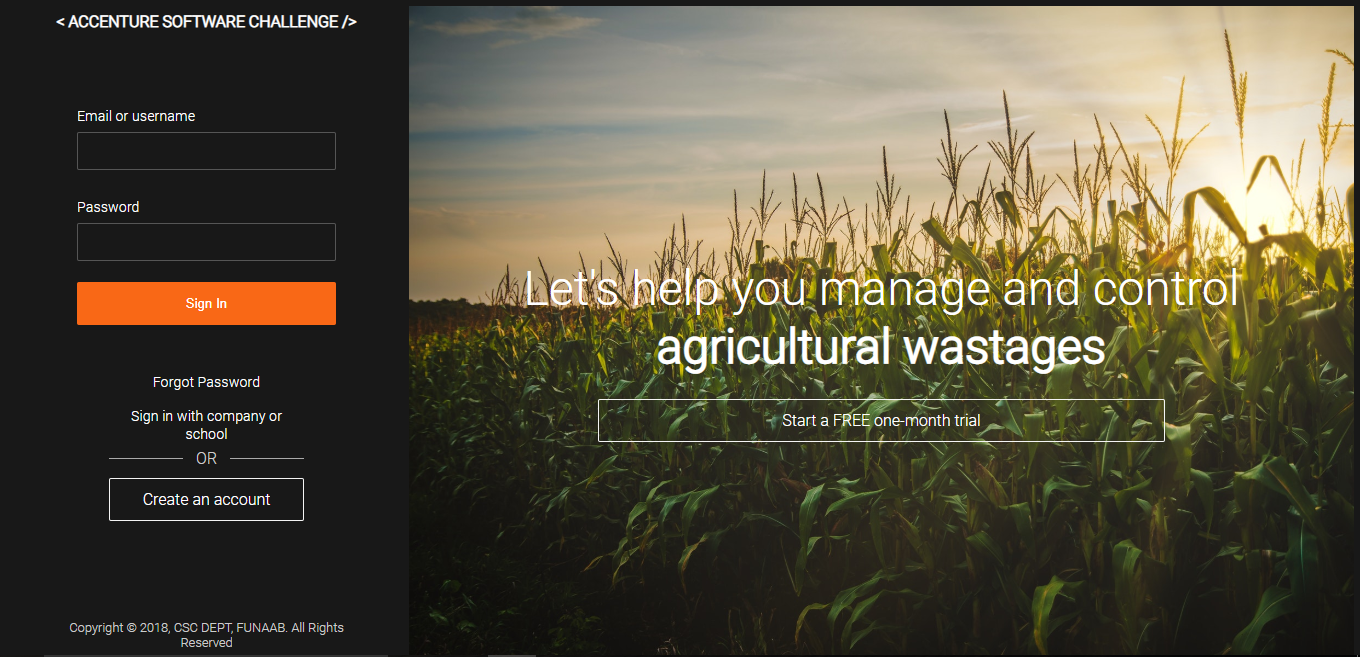 < ACCENTURE SOFTWARE CHALLENGE />
Email or username
Password
Sign In
Forgot Password
Sign in with company or
school
OR
Create an account
Copyright © 2018, CSC DEPT, FUNAAB. All Rights
Reserved
Let's help you manage and control
agricultural wastages
Start a FREE one-month trial